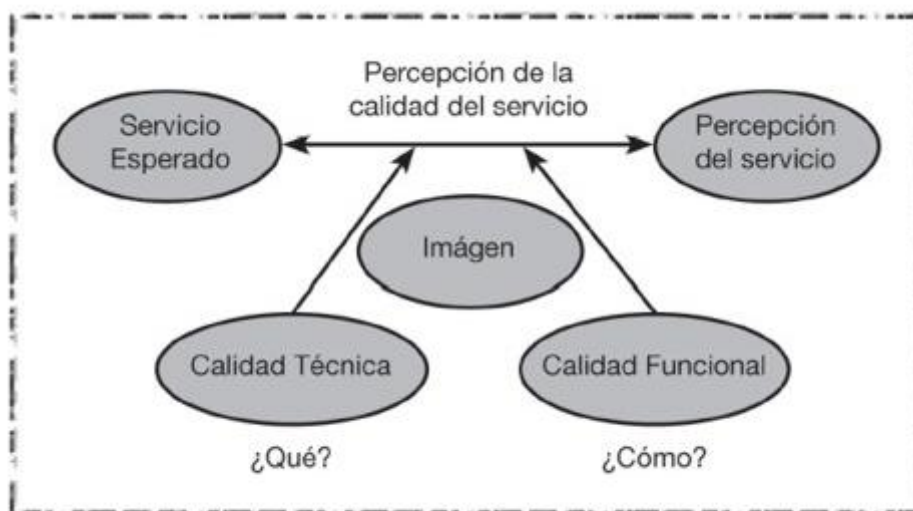 Percepción de la
calidad del servicio
Servicio
Esperado
Percepción
del servicio
Imágen
Calidad Técnica
Calidad Funcional
¿Qué?
¿Cómo?